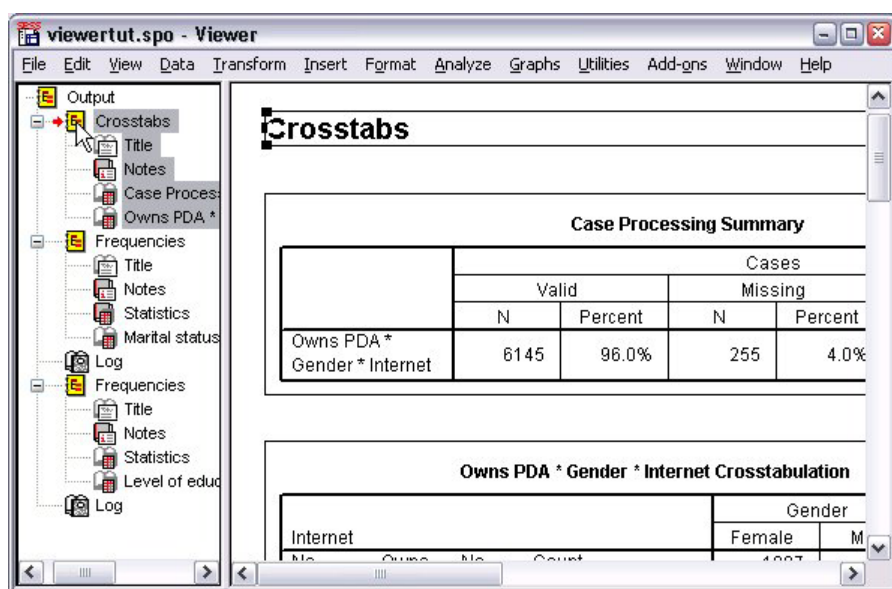 viewertut.spo - Viewer
File Edit View Data Transform Insert Format Analyze Graphs Utilities Add-ons Window Help
Output
Crosstabs
Title
Notes
Case Proces
Owns PDA *
Frequencies
Title
Notes
Statistics
Marital status
Log
Frequencies
Title
Notes
Statistics
Level of educ
Log
Crosstabs
Case Processing Summary
Cases
Valid Missing
N Percent N Percent
Owns PDA *
Gender * Internet 6145 96.0% 255 4.0%
Owns PDA * Gender * Internet Crosstabulation
Gender
Internet Female M